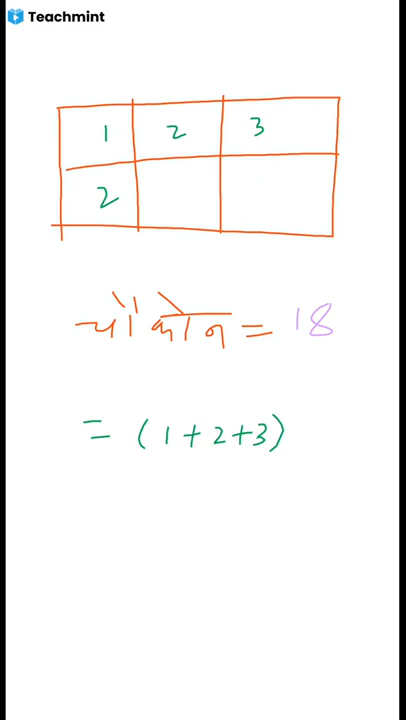 Teachmint
1 2 3
2
चौकोन = 18
= (1+2+3)